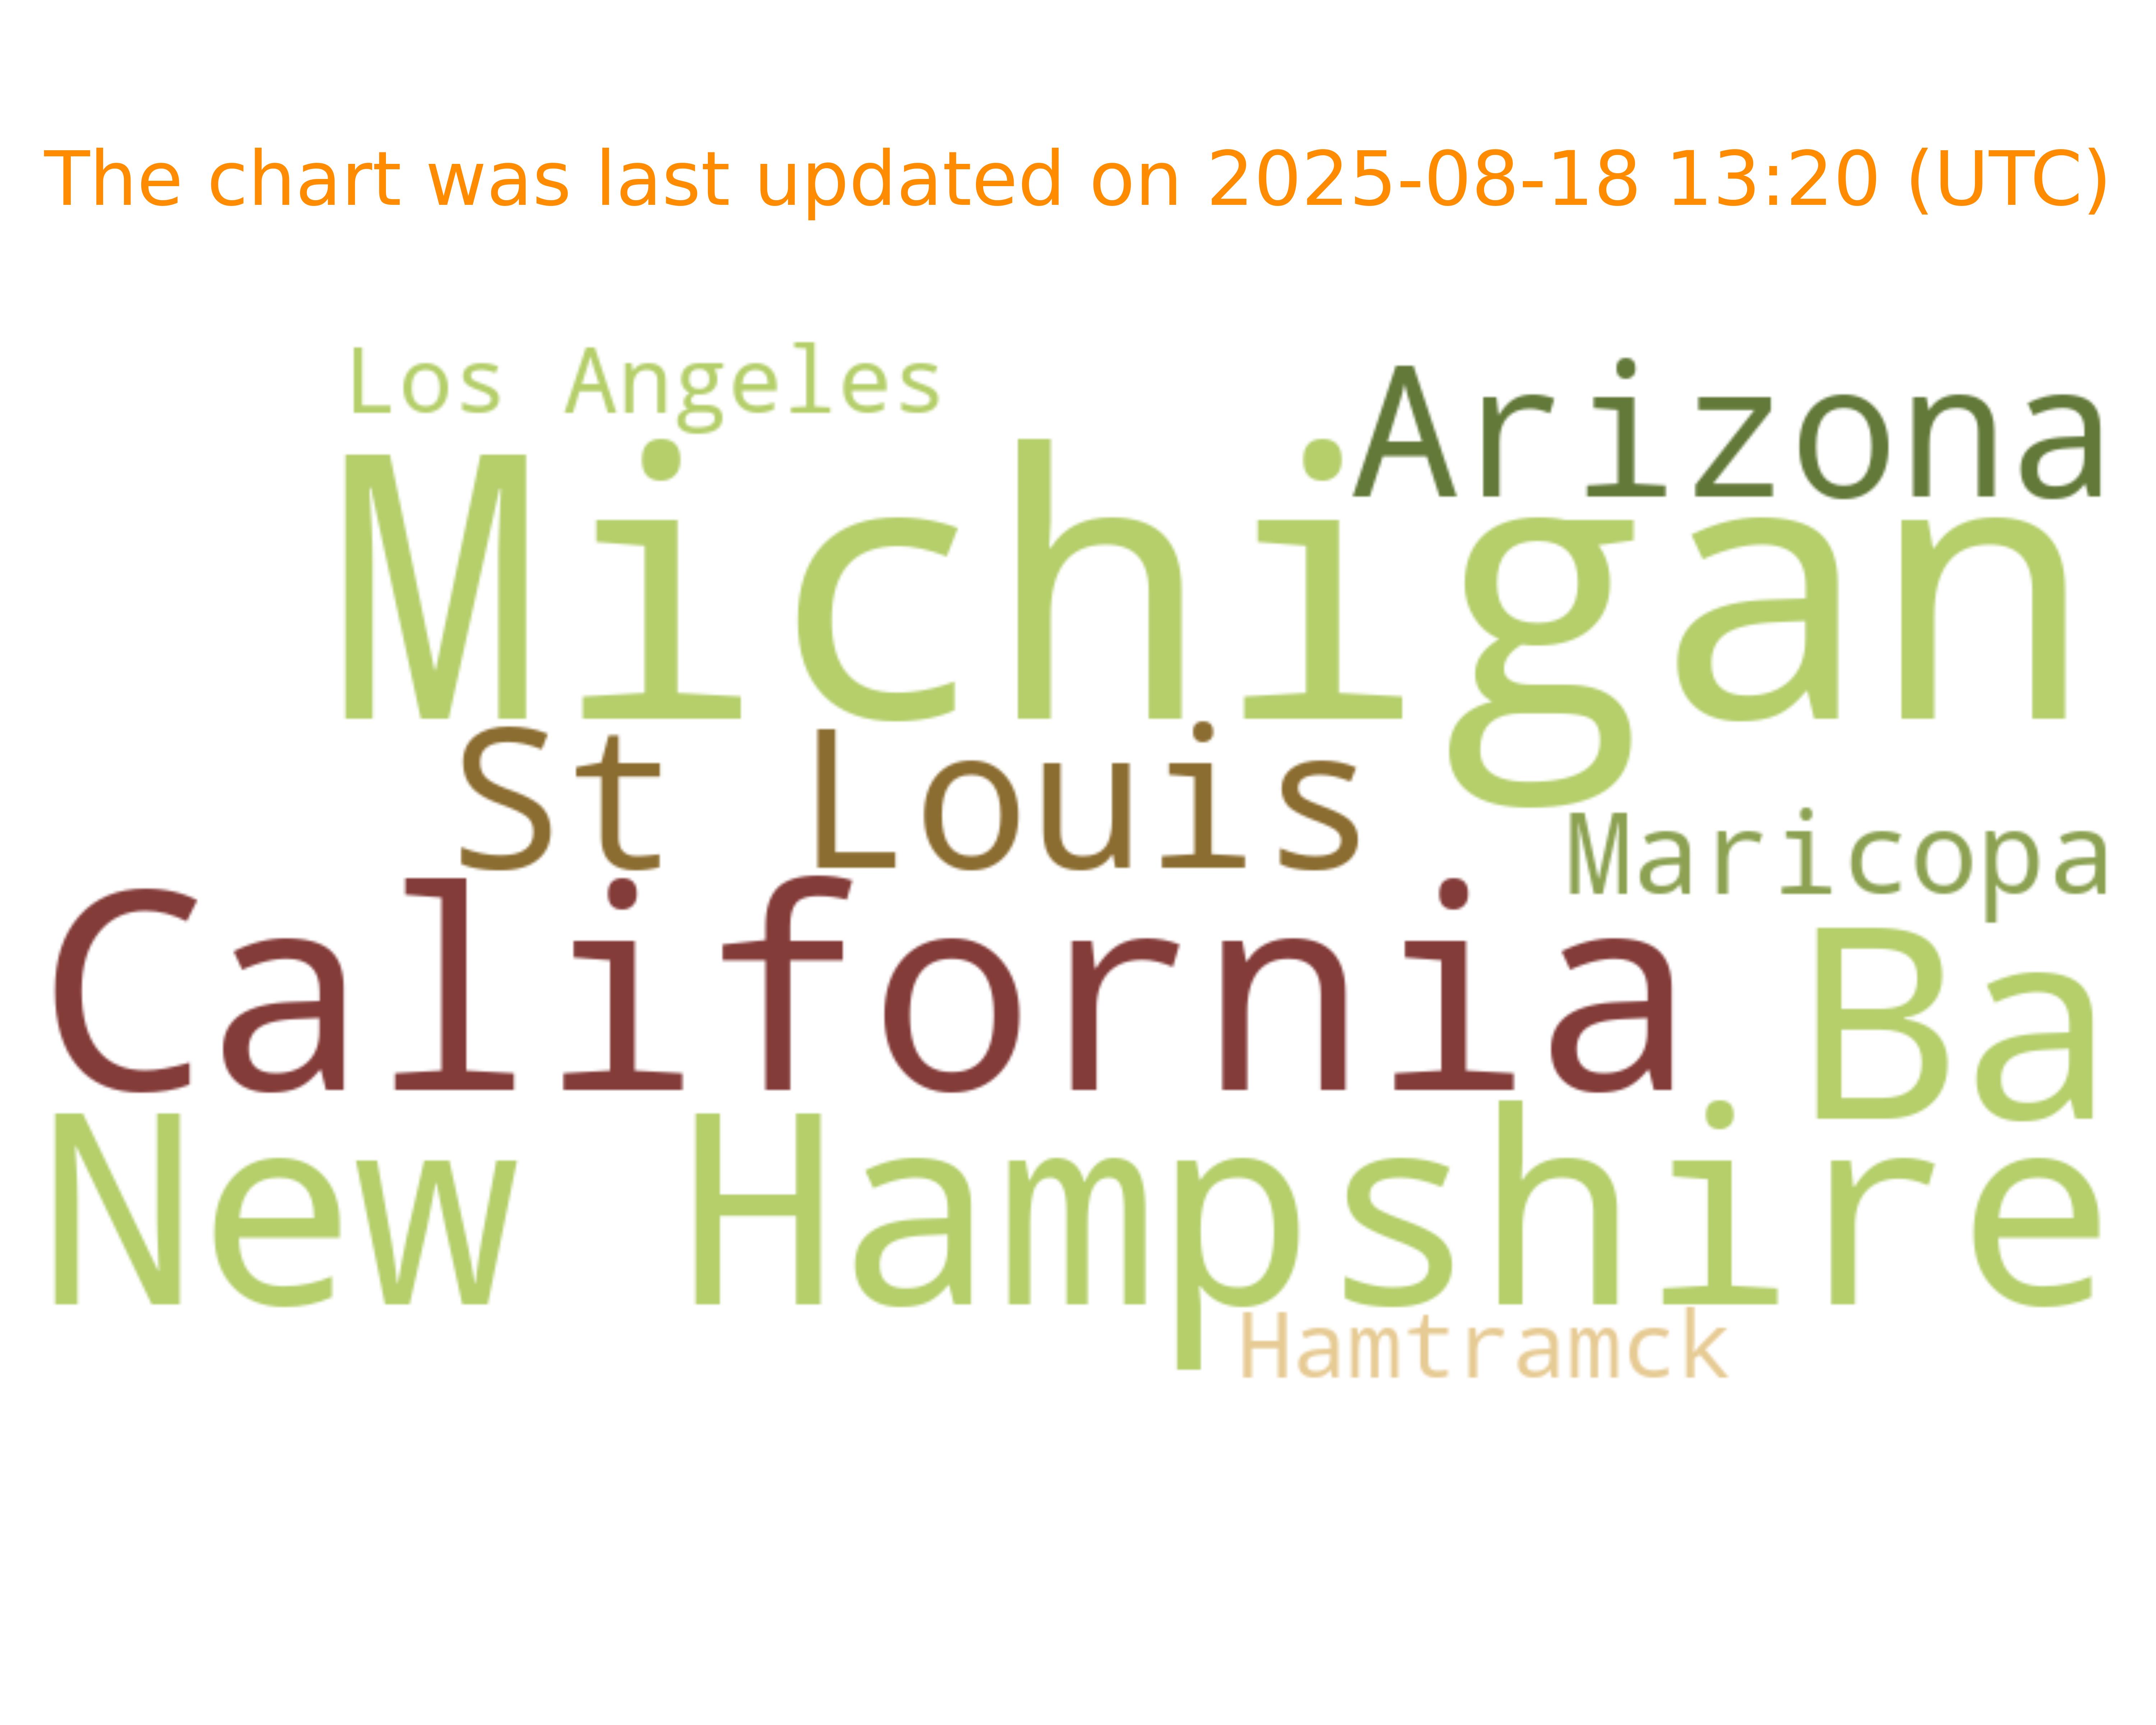 The chart was last updated on 2025-08-18 13:20 (UTC)
Los Angeles
Arizona
Michigan
St Louis
Maricopa
California
Ba
New Hampshire
Hamtramck